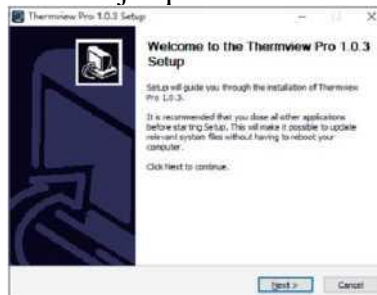 Thermview Pro 1.0.3 Setup
Welcome to the Thermview Pro 1.0.3
Setup
Setup will guide you through the installation of Thermview
Pro 1.0.3.
It is recommended that you close all other applications
before starting Setup. This will make it possible to update
relevant system files without having to reboot your
computer.
Click Next to continue.
Next >
Cancel